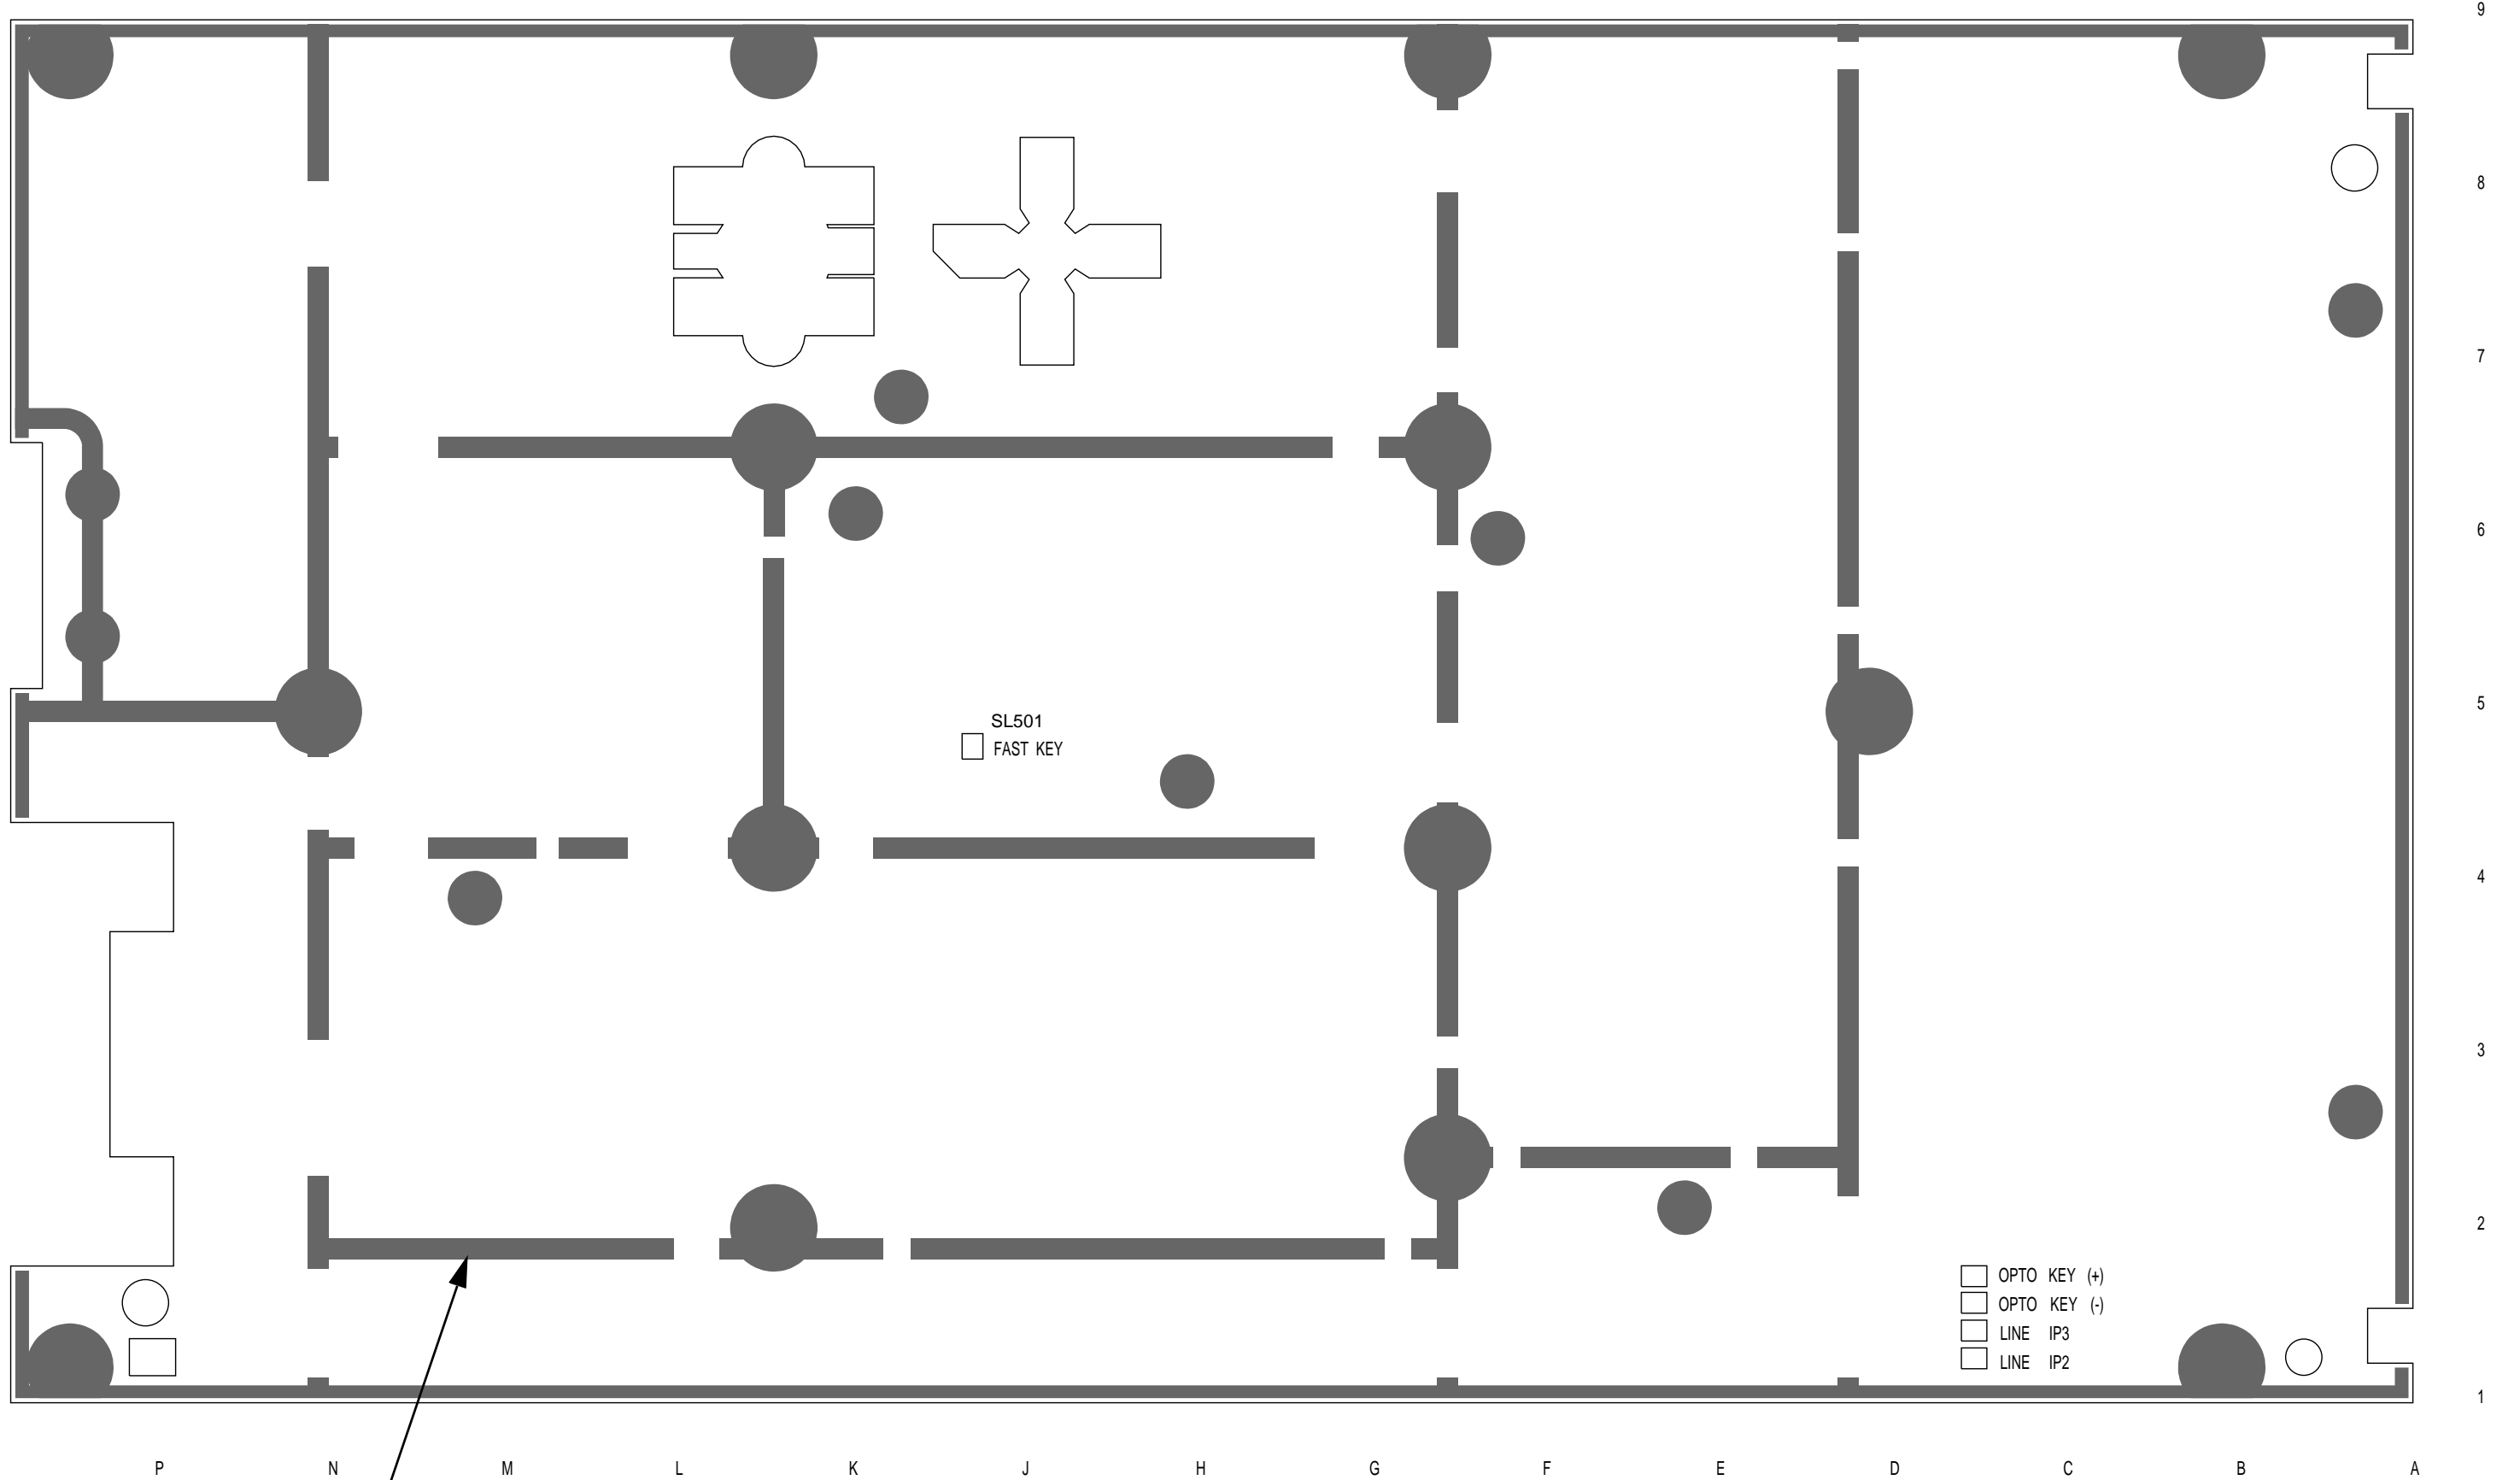 9
8
7
6
SL501
5
FAST KEY
4
3
2
OPTO KEY (+)
OPTO KEY (-)
LINE IP3
LINE IP2
1
P N M L K J H G F E D C B A